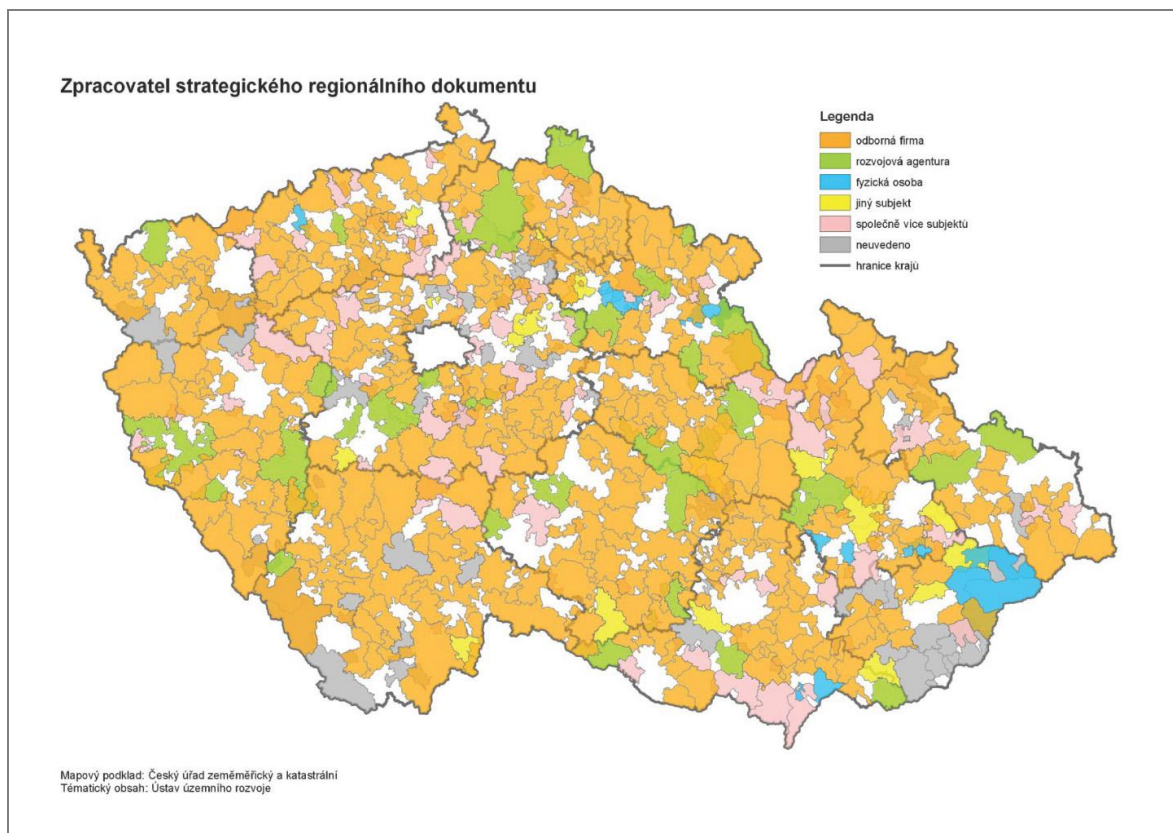 Zpracovatel strategického regionálního dokumentu
Legenda
odborná firma
rozvojová agentura
fyzická osoba
jiný subjekt
společně více subjektů
neuvedeno
hranice krajů
Mapový podklad: Český úřad zeměměřický a katastrální
Tématický obsah: Ústav územního rozvoje